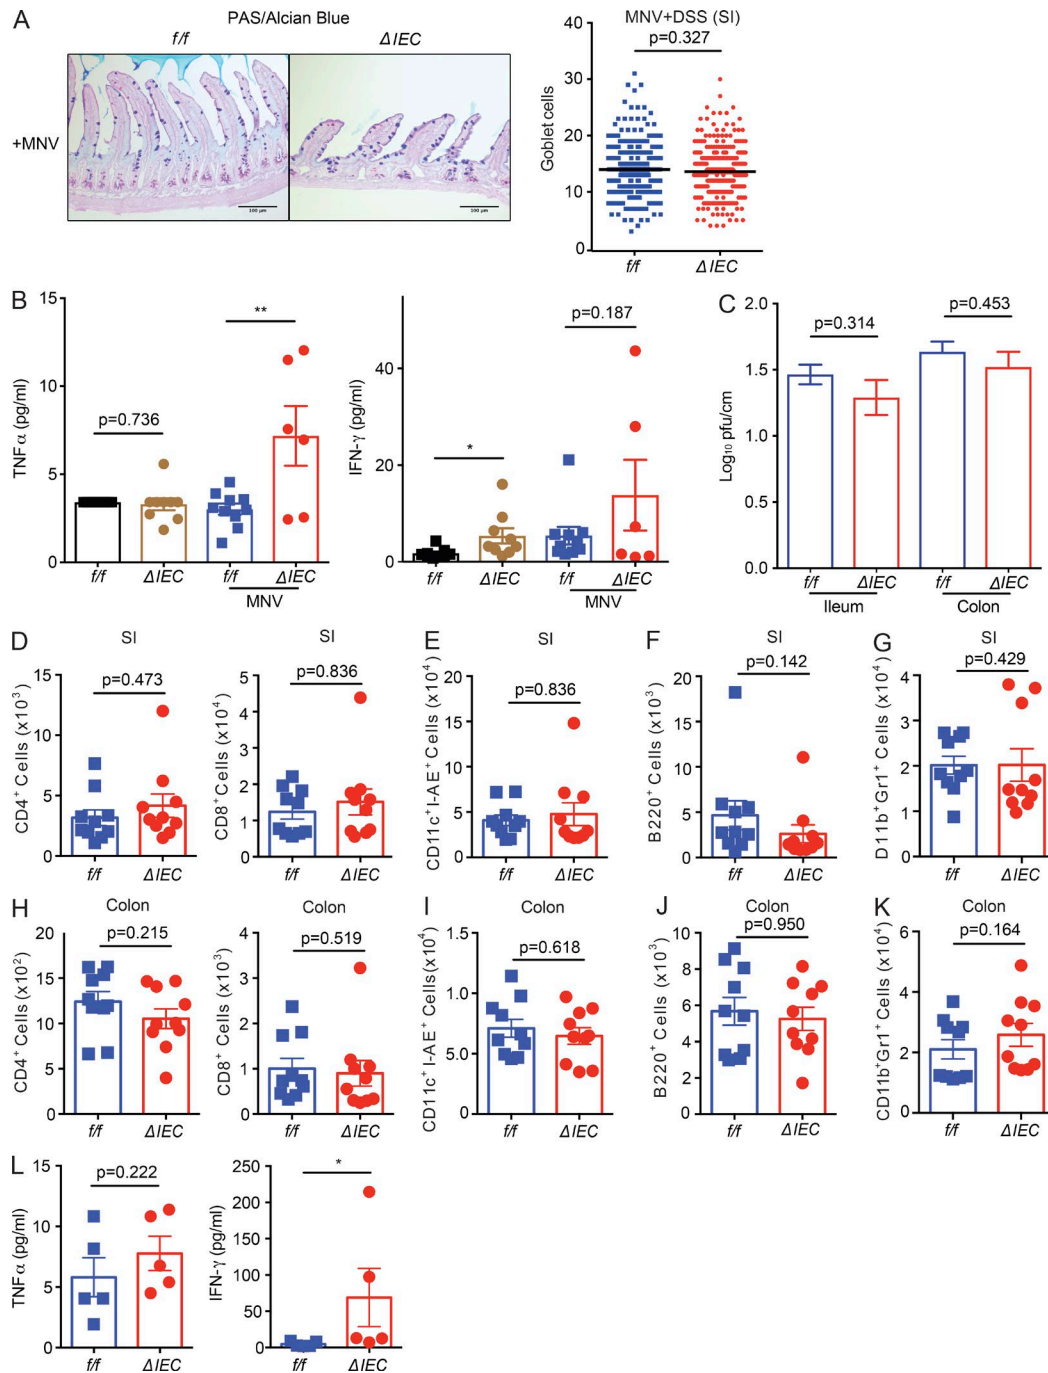 A
PAS/Alcian Blue
f/f
ΔIEC
+MNV
100 μm
100 μm
MNV+DSS (SI)
p=0.327
Goblet cells
40
30
20
10
0
f/f
ΔIEC
B
TNFα (pg/ml)
15
10
5
0
p=0.736
**
f/f
ΔIEC
f/f
ΔIEC
MNV
IFN-γ (pg/ml)
40
20
0
*
p=0.187
f/f
ΔIEC
f/f
ΔIEC
MNV
C
Log₁₀ pfu/cm
2.0
1.5
1.0
0.5
0.0
p=0.314
p=0.453
f/f
ΔIEC
f/f
ΔIEC
Ileum
Colon
D
SI
CD4⁺ Cells (x10³)
15
10
5
0
p=0.473
f/f
ΔIEC
SI
CD8⁺ Cells (x10⁴)
5
4
3
2
1
0
p=0.836
f/f
ΔIEC
E
SI
CD11c⁺I-AE⁺ Cells (x10⁴)
20
15
10
5
0
p=0.836
f/f
ΔIEC
F
SI
B220⁺ Cells (x10³)
20
15
10
5
0
p=0.142
f/f
ΔIEC
G
SI
D11b⁺Gr1⁺ Cells (x10⁴)
4
3
2
1
0
p=0.429
f/f
ΔIEC
H
Colon
CD4⁺ Cells (x10²)
20
15
10
5
0
p=0.215
f/f
ΔIEC
Colon
CD8⁺ Cells (x10³)
4
3
2
1
0
p=0.519
f/f
ΔIEC
I
Colon
CD11c⁺ I-AE⁺ Cells(x10⁴)
1.5
1.0
5.0
0.0
p=0.618
f/f
ΔIEC
J
Colon
B220⁺ Cells (x10³)
10
8
6
4
2
0
p=0.950
f/f
ΔIEC
K
Colon
CD11b⁺Gr1⁺ Cells (x10⁴)
6
4
2
0
p=0.164
f/f
ΔIEC
L
TNFα (pg/ml)
15
10
5
0
p=0.222
f/f
ΔIEC
IFN-γ (pg/ml)
250
200
150
100
50
0
*
f/f
ΔIEC